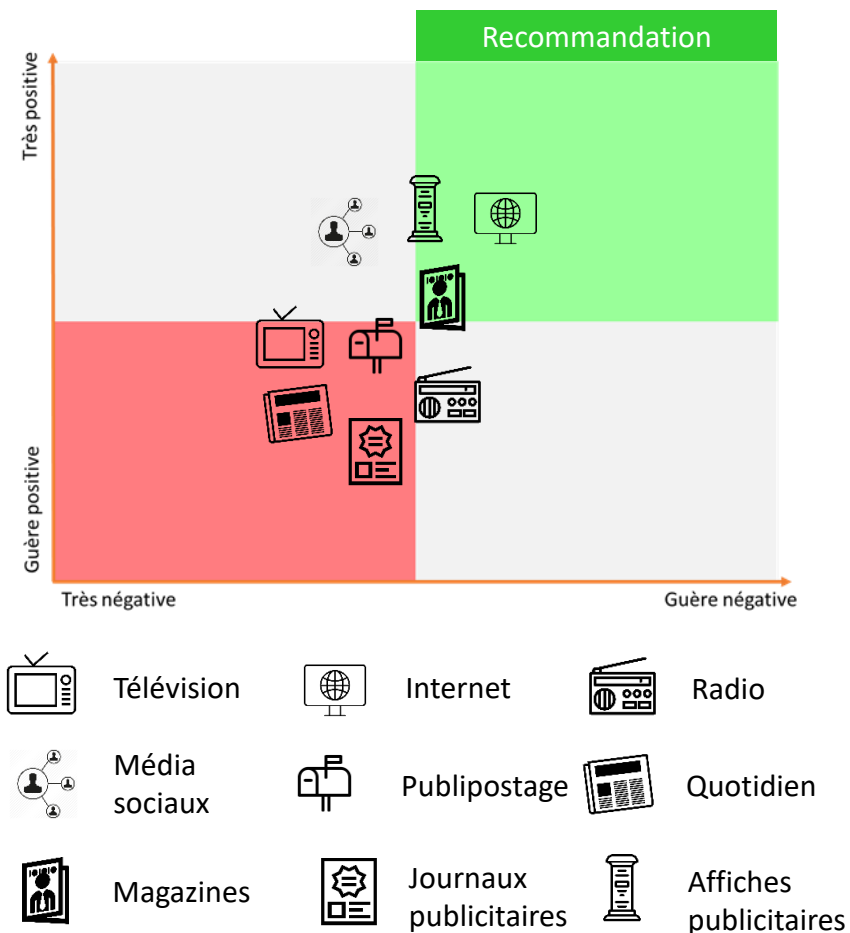 Recommandation
Très positive
Guère positive
Très négative
Guère négative
Télévision
Internet
Radio
Média
sociaux
Publipostage
Quotidien
Magazines
Journaux
publicitaires
Affiches
publicitaires